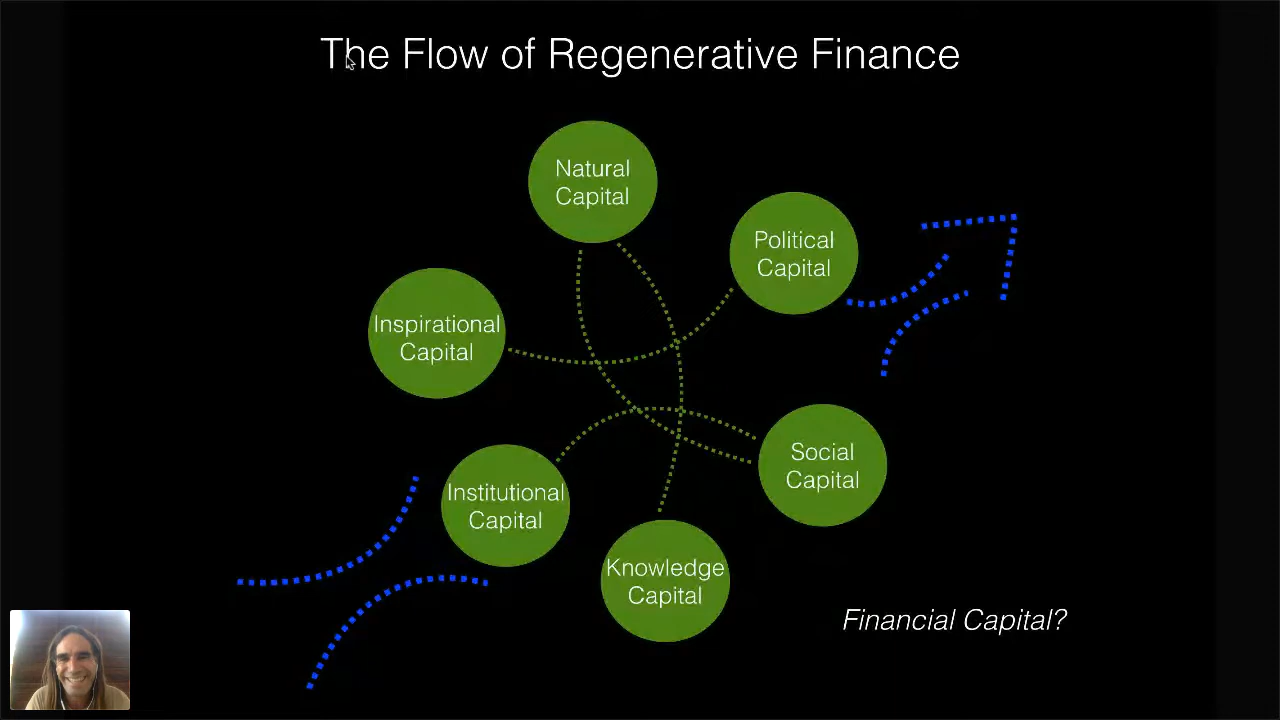 The Flow of Regenerative Finance
Natural
Capital
Political
Capital
Inspirational
Capital
Social
Capital
Institutional
Capital
Knowledge
Capital
Financial Capital?